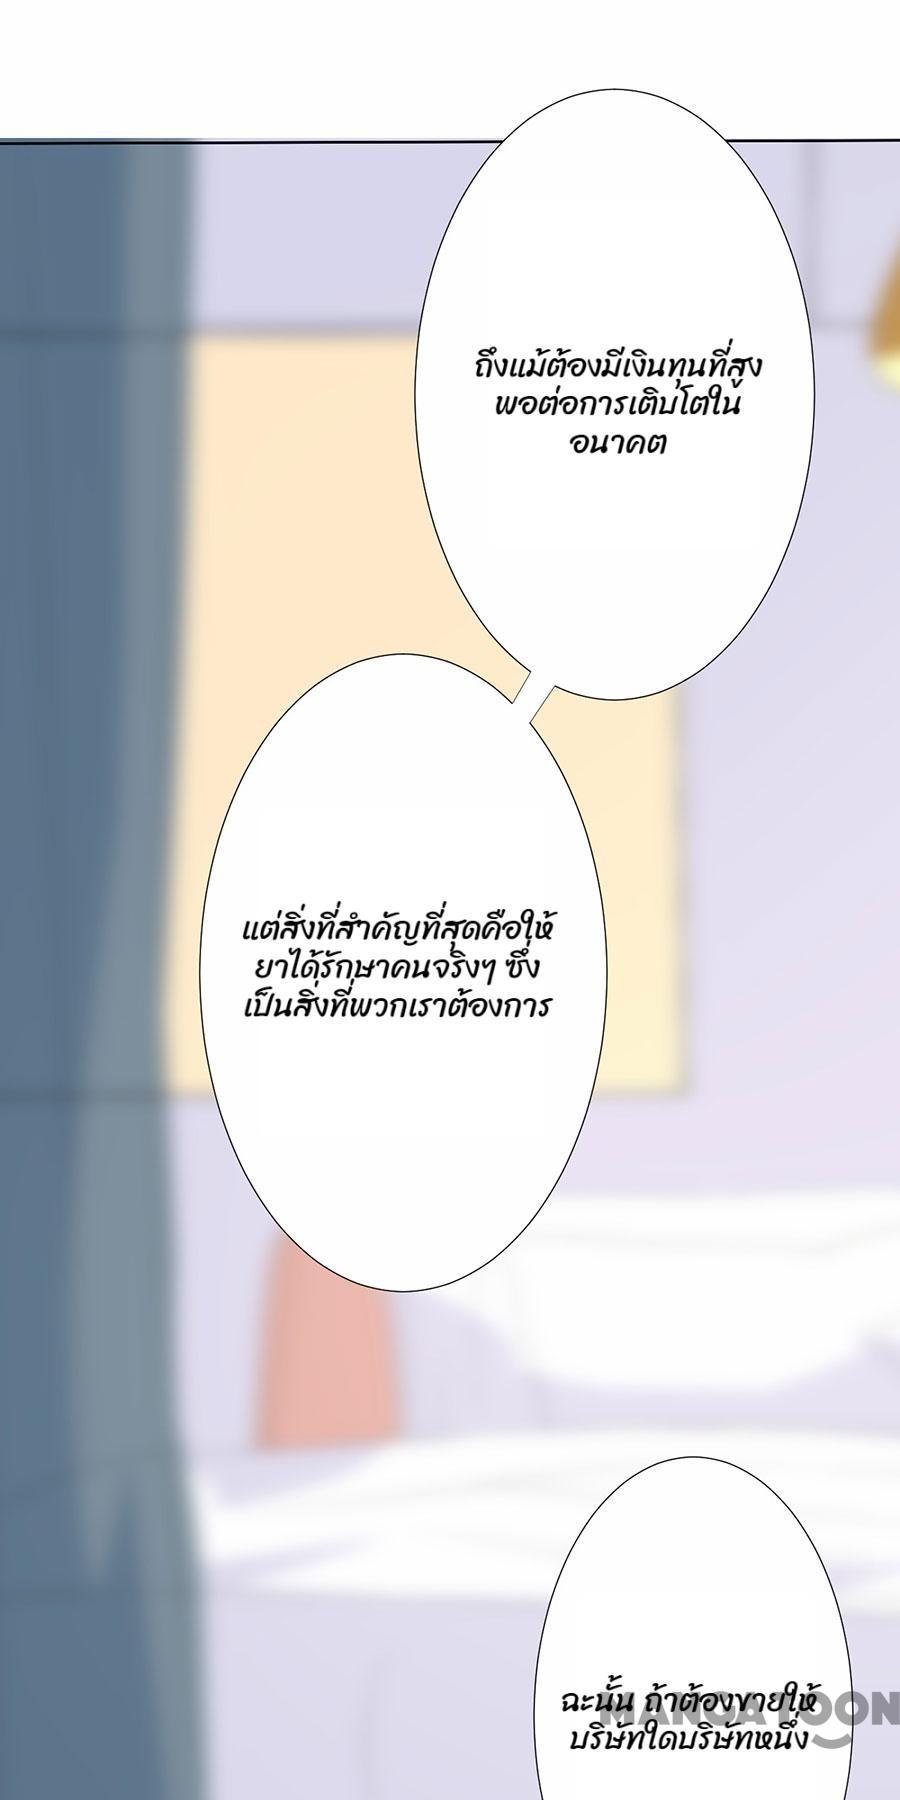 ถึงแม้ต้องมีเงินทุนที่สูง
พอต่อการเติบโตใน
อนาคต
แต่สิ่งที่สำคัญที่สุดคือให้
ยาได้รักษาคนจริงๆ ซึ่ง
เป็นสิ่งที่พวกเราต้องการ
ฉะนั้น ถ้าต้องขายให้
บริษัทใดบริษัทหนึ่ง
MANGATOON